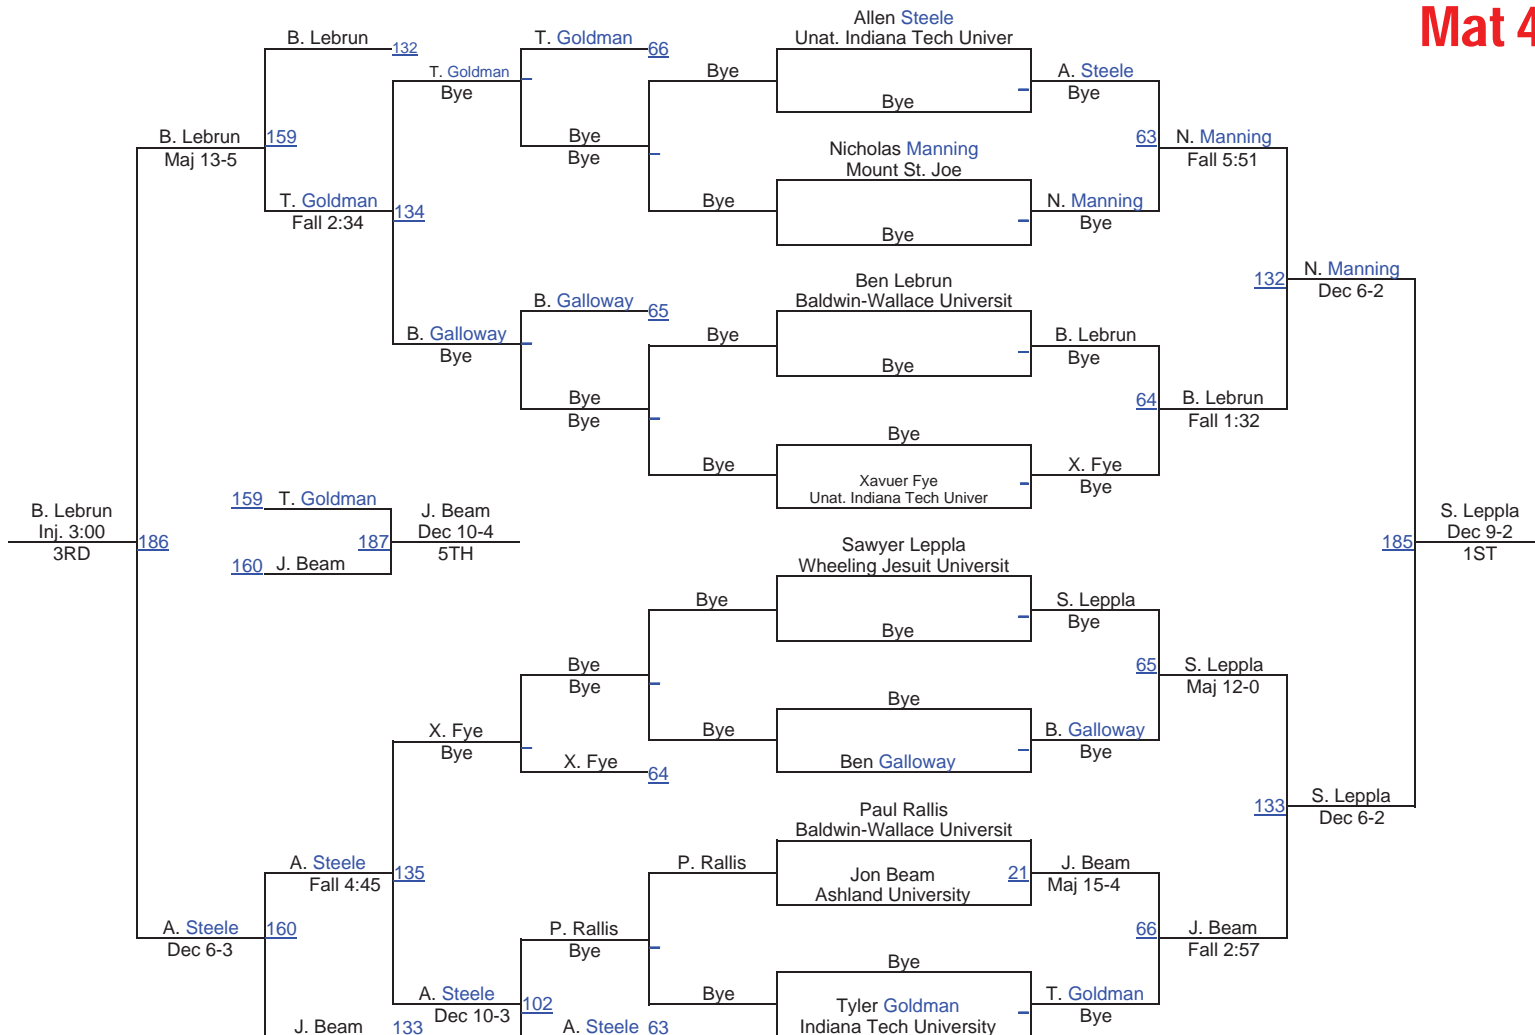 Mat 4
Allen Steele
Unat. Indiana Tech Univer
B. Lebrun
132
T. Goldman
66
T. Goldman
Bye
Bye
A. Steele
Bye
Bye
B. Lebrun
159
Maj 13-5
Bye
Bye
Nicholas Manning
Mount St. Joe
63
N. Manning
Fall 5:51
T. Goldman
134
Fall 2:34
Bye
N. Manning
Bye
Bye
Ben Lebrun
Baldwin-Wallace Universit
132
N. Manning
Dec 6-2
B. Galloway
65
B. Galloway
Bye
Bye
B. Lebrun
Bye
Bye
Bye
Bye
64
B. Lebrun
Fall 1:32
Bye
Bye
X. Fye
Bye
Xavuer Fye
Unat. Indiana Tech Univer
B. Lebrun
Inj. 3:00
3RD
186
159
T. Goldman
187
160
J. Beam
J. Beam
Dec 10-4
5TH
185
S. Leppla
Dec 9-2
1ST
Sawyer Leppla
Wheeling Jesuit Universit
Bye
S. Leppla
Bye
Bye
Bye
Bye
65
S. Leppla
Maj 12-0
Bye
X. Fye
Bye
Bye
B. Galloway
Bye
X. Fye
64
Ben Galloway
133
S. Leppla
Dec 6-2
Paul Rallis
Baldwin-Wallace Universit
A. Steele
135
Fall 4:45
P. Rallis
Jon Beam
Ashland University
21
J. Beam
Maj 15-4
A. Steele
160
Dec 6-3
P. Rallis
Bye
66
J. Beam
Fall 2:57
Bye
A. Steele
102
Dec 10-3
Bye
Tyler Goldman
Indiana Tech University
T. Goldman
Bye
J. Beam
133
A. Steele
63